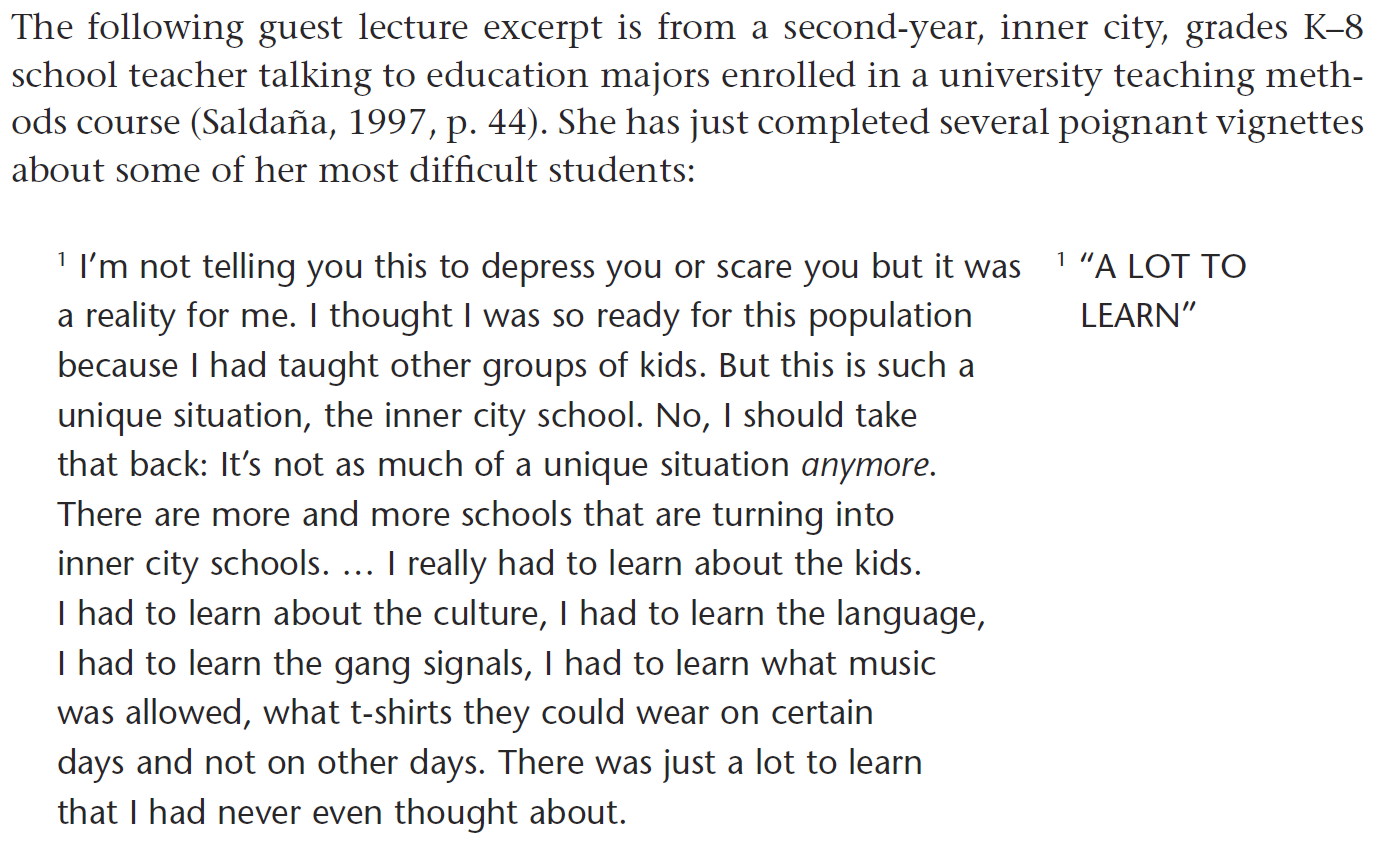 The following guest lecture excerpt is from a second-year, inner city, grades K–8
school teacher talking to education majors enrolled in a university teaching meth-
ods course (Saldaña, 1997, p. 44). She has just completed several poignant vignettes
about some of her most difficult students:
¹ I’m not telling you this to depress you or scare you but it was
a reality for me. I thought I was so ready for this population
because I had taught other groups of kids. But this is such a
unique situation, the inner city school. No, I should take
that back: It’s not as much of a unique situation anymore.
There are more and more schools that are turning into
inner city schools. … I really had to learn about the kids.
I had to learn about the culture, I had to learn the language,
I had to learn the gang signals, I had to learn what music
was allowed, what t-shirts they could wear on certain
days and not on other days. There was just a lot to learn
that I had never even thought about.
¹ “A LOT TO
LEARN”